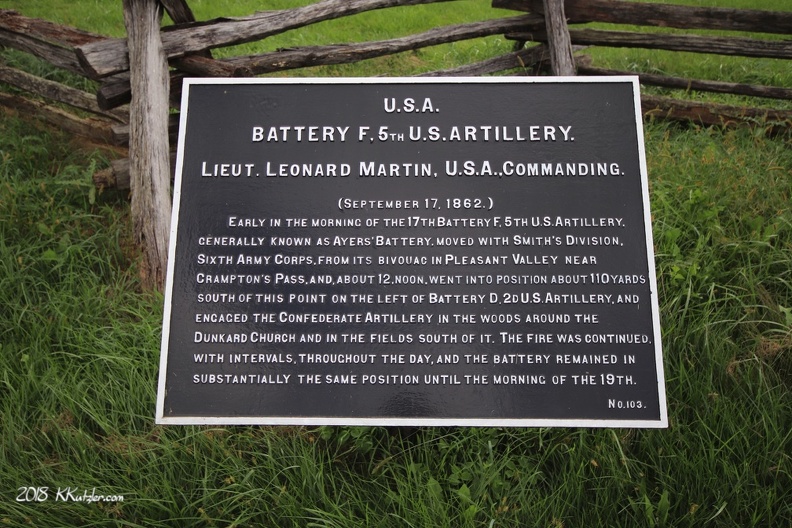 U.S.A.
BATTERY F, 5TH U.S. ARTILLERY.
LIEUT. LEONARD MARTIN, U.S.A., COMMANDING.
(SEPTEMBER 17, 1862.)
EARLY IN THE MORNING OF THE 17TH BATTERY F, 5TH U.S. ARTILLERY,
GENERALLY KNOWN AS AYERS' BATTERY, MOVED WITH SMITH'S DIVISION,
SIXTH ARMY CORPS, FROM ITS BIVOUAC IN PLEASANT VALLEY NEAR
CRAMPTON'S PASS, AND, ABOUT 12, NOON, WENT INTO POSITION ABOUT 110 YARDS
SOUTH OF THIS POINT ON THE LEFT OF BATTERY D, 2D U.S. ARTILLERY, AND
ENGAGED THE CONFEDERATE ARTILLERY IN THE WOODS AROUND THE
DUNKARD CHURCH AND IN THE FIELDS SOUTH OF IT. THE FIRE WAS CONTINUED,
WITH INTERVALS, THROUGHOUT THE DAY, AND THE BATTERY REMAINED IN
SUBSTANTIALLY THE SAME POSITION UNTIL THE MORNING OF THE 19TH.
NO. 103.
2018 KKutzler.com